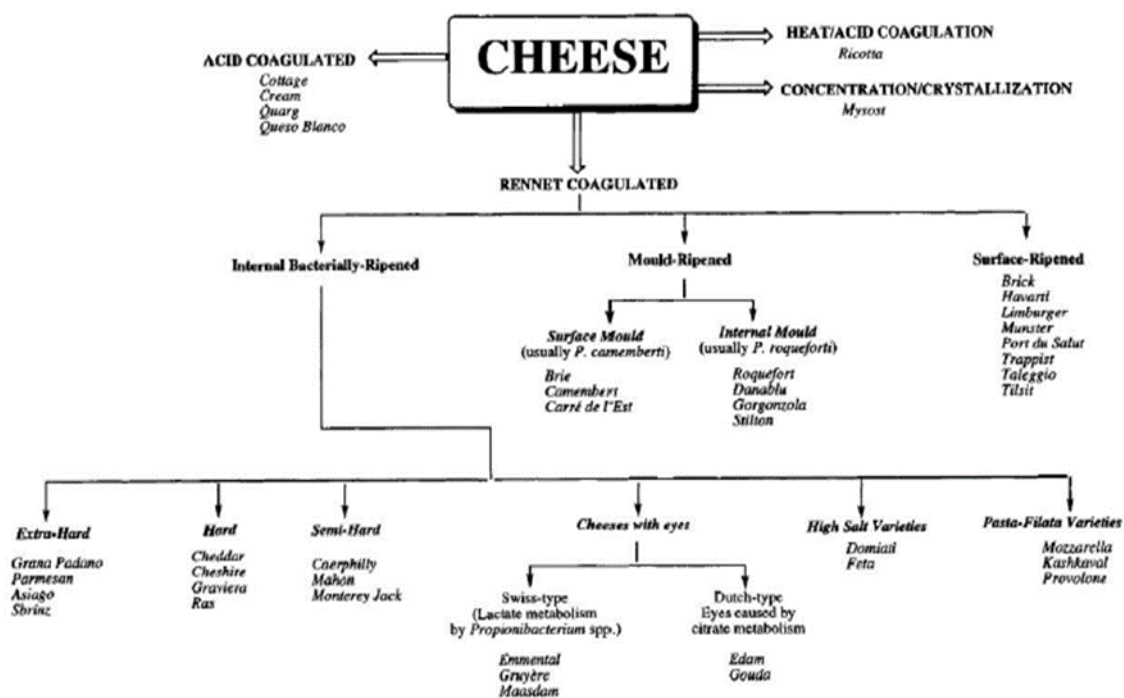 CHEESE
HEAT/ACID COAGULATION
Ricotta
ACID COAGULATED
Cottage
Cream
Quarg
Queso Blanco
CONCENTRATION/CRYSTALLIZATION
Mysost
RENNET COAGULATED
Internal Bacterially-Ripened
Mould-Ripened
Surface-Ripened
Brick
Havarti
Limburger
Munster
Port du Salut
Trappist
Taleggio
Tilsit
Surface Mould
(usually P. camemberti)
Brie
Camembert
Carré de l'Est
Internal Mould
(usually P. roqueforti)
Roquefort
Danablu
Gorgonzola
Stilton
Extra-Hard
Grana Padano
Parmesan
Asiago
Sbrinz
Hard
Cheddar
Cheshire
Graviera
Ras
Semi-Hard
Caerphilly
Mahon
Monterey Jack
Cheeses with eyes
Swiss-type
(Lactate metabolism
by Propionibacterium spp.)
Emmental
Gruyère
Maasdam
Dutch-type
Eyes caused by
citrate metabolism
Edam
Gouda
High Salt Varieties
Domiati
Feta
Pasta-Filata Varieties
Mozzarella
Kashkaval
Provolone